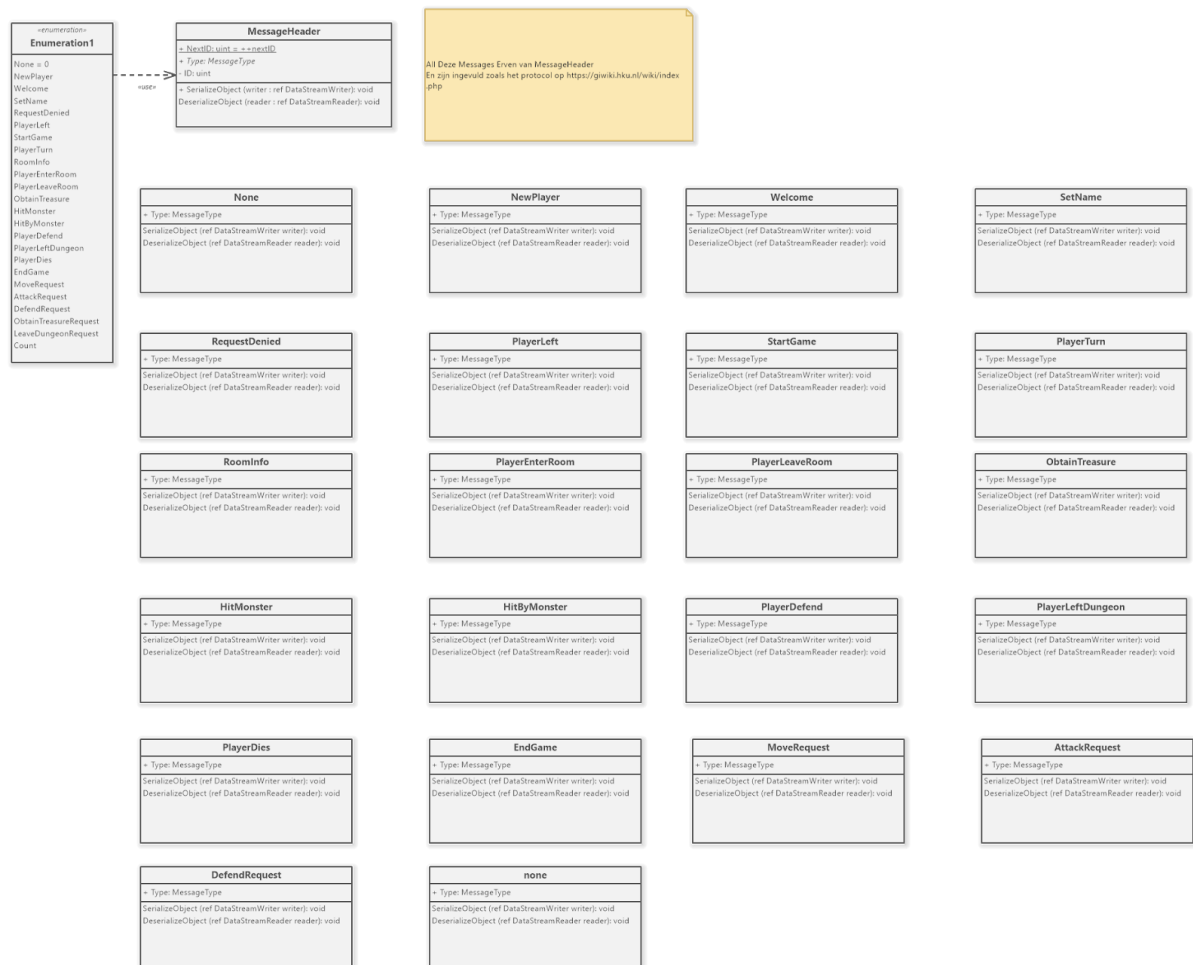 «enumeration»
Enumeration1
None = 0
NewPlayer
Welcome
SetName
RequestDenied
PlayerLeft
StartGame
PlayerTurn
RoomInfo
PlayerEnterRoom
PlayerLeaveRoom
ObtainTreasure
HitMonster
HitByMonster
PlayerDefend
PlayerLeftDungeon
PlayerDies
EndGame
MoveRequest
AttackRequest
DefendRequest
ObtainTreasureRequest
LeaveDungeonRequest
Count
«use»
MessageHeader
+ NextID: uint = ++nextID
+ Type: MessageType
- ID: uint
+ SerializeObject (writer : ref DataStreamWriter): void
DeserializeObject (reader : ref DataStreamReader): void
All Deze Messages Erven van MessageHeader
En zijn ingevuld zoals het protocol op https://giwiki.hku.nl/wiki/index
.php
None
+ Type: MessageType
SerializeObject (ref DataStreamWriter writer): void
DeserializeObject (ref DataStreamReader reader): void
NewPlayer
+ Type: MessageType
SerializeObject (ref DataStreamWriter writer): void
DeserializeObject (ref DataStreamReader reader): void
Welcome
+ Type: MessageType
SerializeObject (ref DataStreamWriter writer): void
DeserializeObject (ref DataStreamReader reader): void
SetName
+ Type: MessageType
SerializeObject (ref DataStreamWriter writer): void
DeserializeObject (ref DataStreamReader reader): void
RequestDenied
+ Type: MessageType
SerializeObject (ref DataStreamWriter writer): void
DeserializeObject (ref DataStreamReader reader): void
PlayerLeft
+ Type: MessageType
SerializeObject (ref DataStreamWriter writer): void
DeserializeObject (ref DataStreamReader reader): void
StartGame
+ Type: MessageType
SerializeObject (ref DataStreamWriter writer): void
DeserializeObject (ref DataStreamReader reader): void
PlayerTurn
+ Type: MessageType
SerializeObject (ref DataStreamWriter writer): void
DeserializeObject (ref DataStreamReader reader): void
RoomInfo
+ Type: MessageType
SerializeObject (ref DataStreamWriter writer): void
DeserializeObject (ref DataStreamReader reader): void
PlayerEnterRoom
+ Type: MessageType
SerializeObject (ref DataStreamWriter writer): void
DeserializeObject (ref DataStreamReader reader): void
PlayerLeaveRoom
+ Type: MessageType
SerializeObject (ref DataStreamWriter writer): void
DeserializeObject (ref DataStreamReader reader): void
ObtainTreasure
+ Type: MessageType
SerializeObject (ref DataStreamWriter writer): void
DeserializeObject (ref DataStreamReader reader): void
HitMonster
+ Type: MessageType
SerializeObject (ref DataStreamWriter writer): void
DeserializeObject (ref DataStreamReader reader): void
HitByMonster
+ Type: MessageType
SerializeObject (ref DataStreamWriter writer): void
DeserializeObject (ref DataStreamReader reader): void
PlayerDefend
+ Type: MessageType
SerializeObject (ref DataStreamWriter writer): void
DeserializeObject (ref DataStreamReader reader): void
PlayerLeftDungeon
+ Type: MessageType
SerializeObject (ref DataStreamWriter writer): void
DeserializeObject (ref DataStreamReader reader): void
PlayerDies
+ Type: MessageType
SerializeObject (ref DataStreamWriter writer): void
DeserializeObject (ref DataStreamReader reader): void
EndGame
+ Type: MessageType
SerializeObject (ref DataStreamWriter writer): void
DeserializeObject (ref DataStreamReader reader): void
MoveRequest
+ Type: MessageType
SerializeObject (ref DataStreamWriter writer): void
DeserializeObject (ref DataStreamReader reader): void
AttackRequest
+ Type: MessageType
SerializeObject (ref DataStreamWriter writer): void
DeserializeObject (ref DataStreamReader reader): void
DefendRequest
+ Type: MessageType
SerializeObject (ref DataStreamWriter writer): void
DeserializeObject (ref DataStreamReader reader): void
none
+ Type: MessageType
SerializeObject (ref DataStreamWriter writer): void
DeserializeObject (ref DataStreamReader reader): void